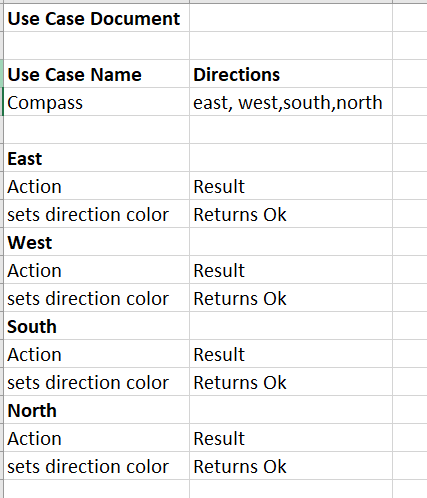 Use Case Document
Use Case Name Directions
Compass east, west,south,north
East
Action Result
sets direction color Returns Ok
West
Action Result
sets direction color Returns Ok
South
Action Result
sets direction color Returns Ok
North
Action Result
sets direction color Returns Ok